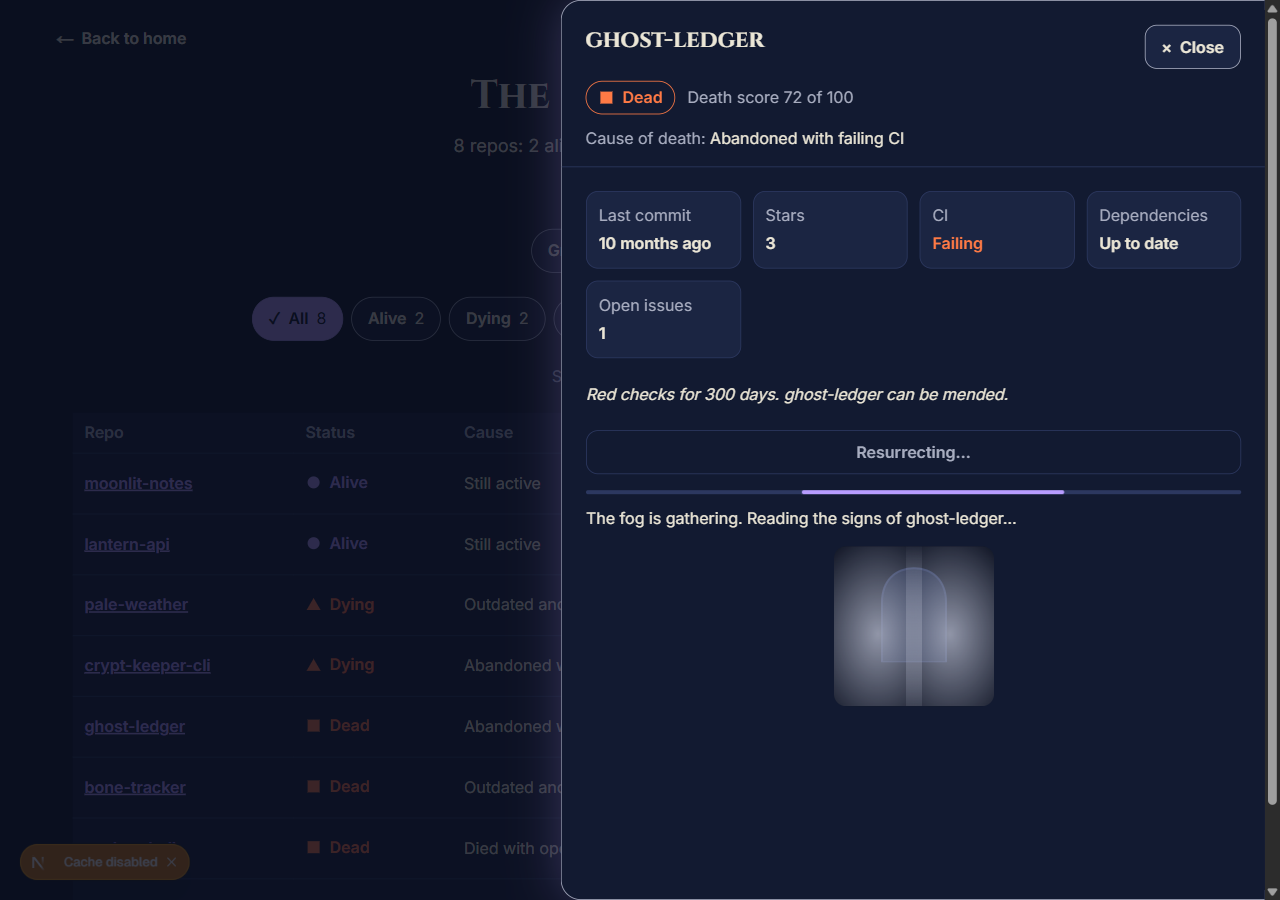 ← Back to home
THE
8 repos: 2 ali
G
✓ All 8
Alive 2
Dying 2
S
Repo Status Cause
moonlit-notes Alive Still active
lantern-api Alive Still active
pale-weather Dying Outdated and
crypt-keeper-cli Dying Abandoned w
ghost-ledger Dead Abandoned w
bone-tracker Dead Outdated and
Dead Died with ope
N Cache disabled ×
GHOST-LEDGER
× Close
Dead Death score 72 of 100
Cause of death: Abandoned with failing CI
Last commit
10 months ago
Stars
3
CI
Failing
Dependencies
Up to date
Open issues
1
Red checks for 300 days. ghost-ledger can be mended.
Resurrecting...
The fog is gathering. Reading the signs of ghost-ledger...